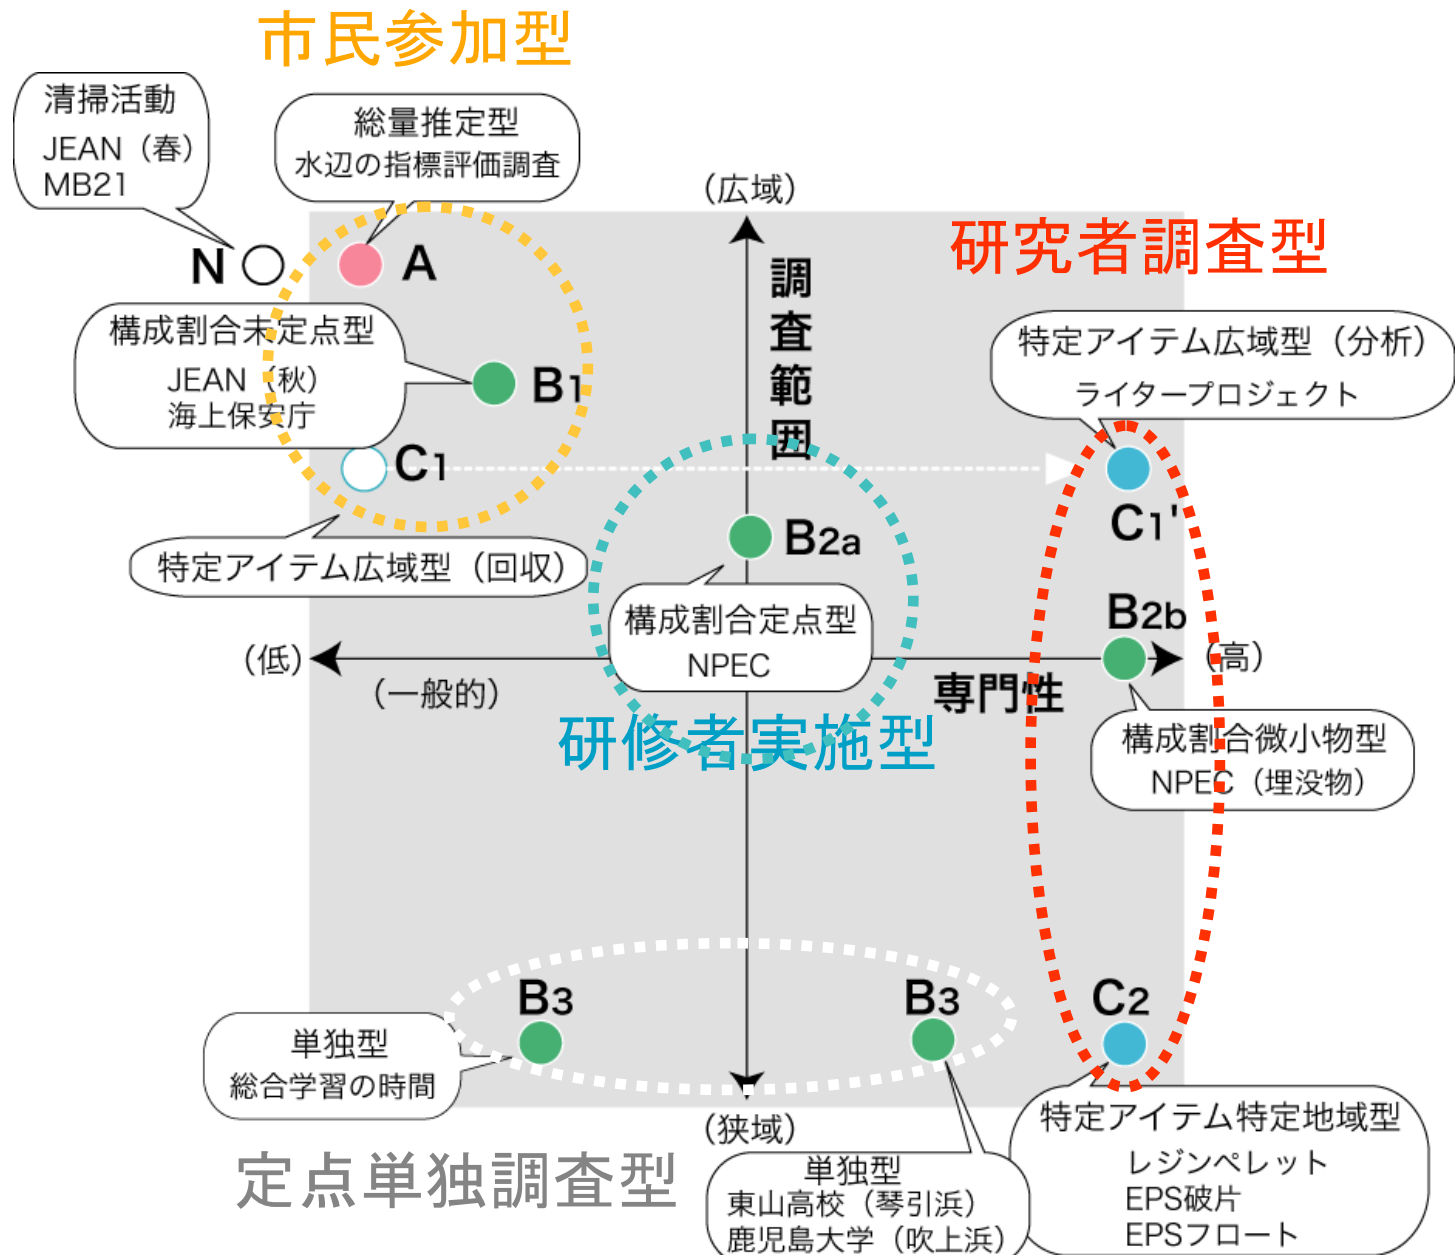 市民参加型
清掃活動
JEAN（春）
MB21
総量推定型
水辺の指標評価調査
（広域）
研究者調査型
N
A
調査範囲
構成割合未定点型
JEAN（秋）
海上保安庁
B1
特定アイテム広域型（分析）
ライタープロジェクト
C1
C1'
特定アイテム広域型（回収）
B2a
構成割合定点型
NPEC
B2b
（低）
（高）
（一般的）
専門性
研修者実施型
構成割合微小物型
NPEC（埋没物）
B3
B3
C2
単独型
総合学習の時間
（狭域）
定点単独調査型
単独型
東山高校（琴引浜）
鹿児島大学（吹上浜）
特定アイテム特定地域型
レジンペレット
EPS破片
EPSフロート